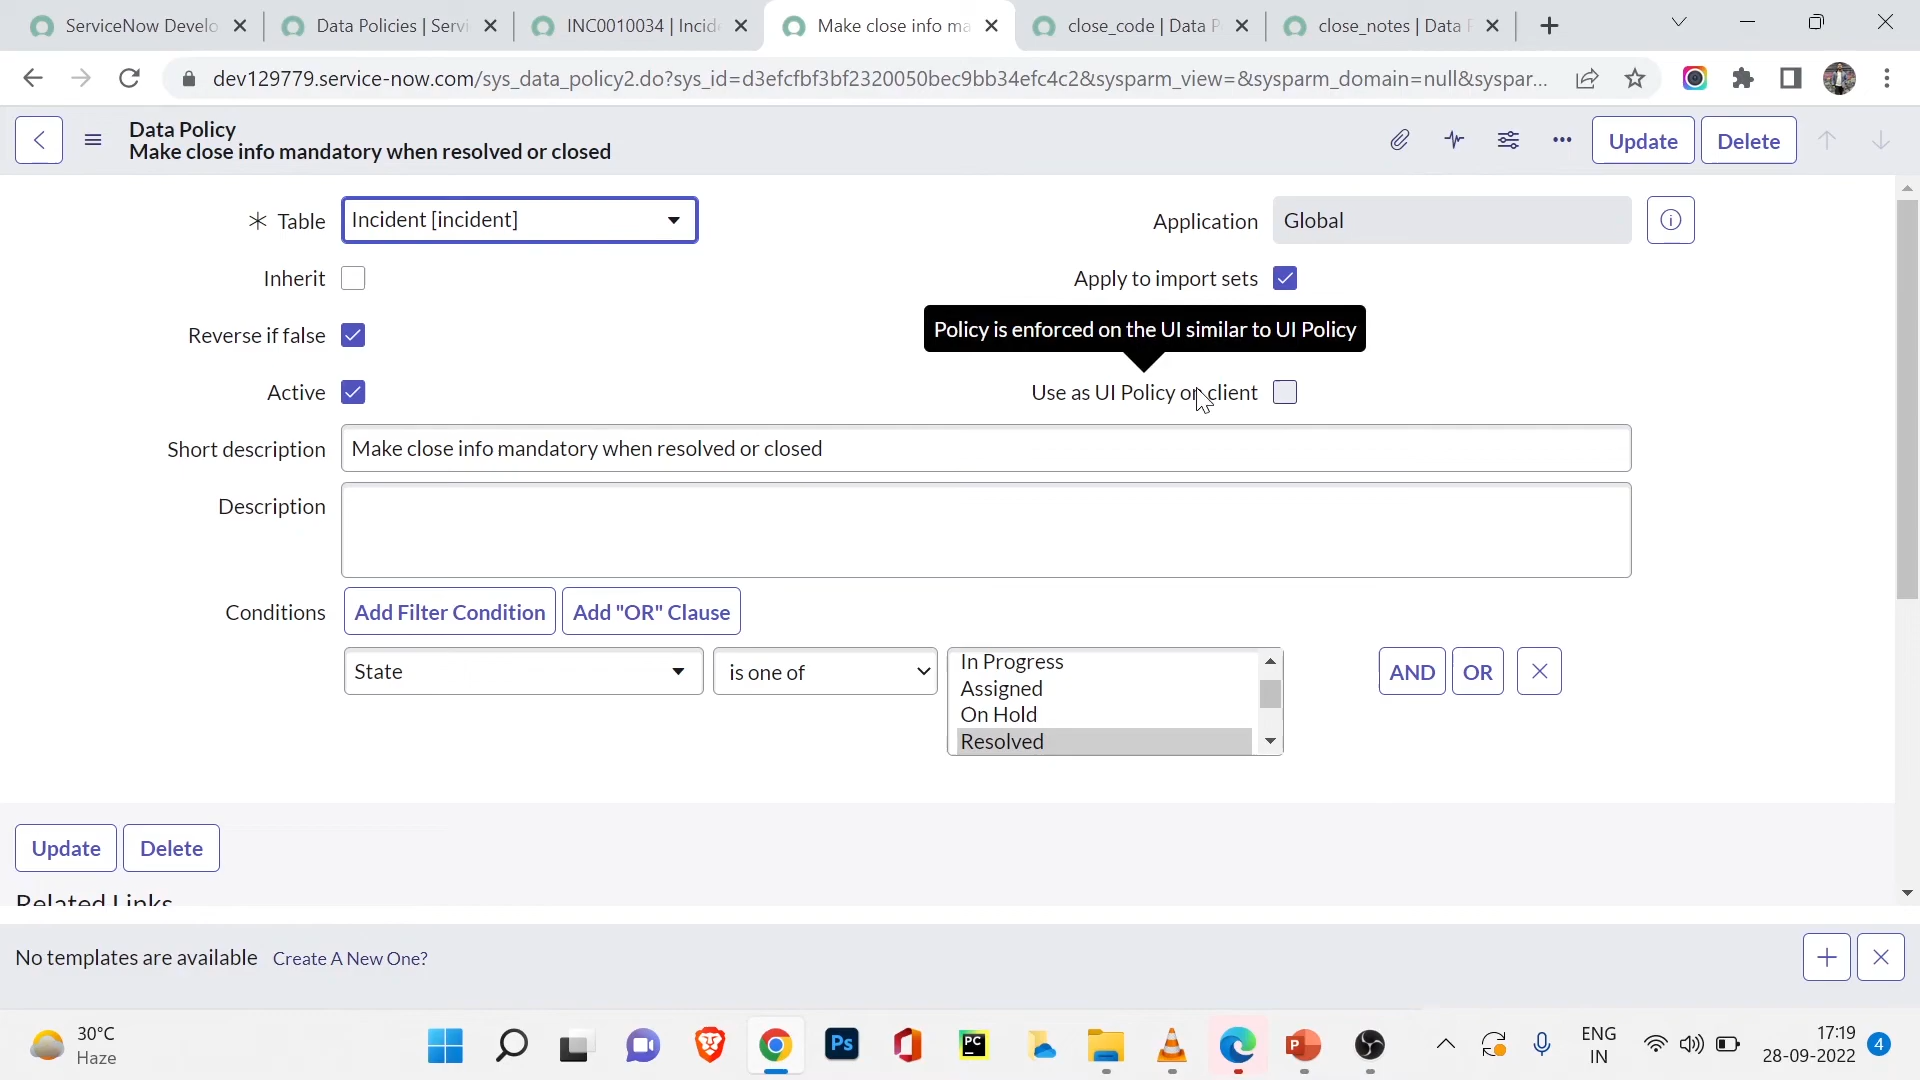 ServiceNow Develo
Data Policies | Servi
INC0010034 | Incid
Make close info ma
close_code | Data P
close_notes | Data P
dev129779.service-now.com/sys_data_policy2.do?sys_id=d3efcfbf3bf2320050bec9bb34efc4c2&sysparm_view=&sysparm_domain=null&syspar...
Data Policy
Make close info mandatory when resolved or closed
Update
Delete
Table
Incident [incident]
Application
Global
Inherit
Apply to import sets
Policy is enforced on the UI similar to UI Policy
Reverse if false
Active
Use as UI Policy on client
Short description
Make close info mandatory when resolved or closed
Description
Conditions
Add Filter Condition
Add "OR" Clause
State
is one of
In Progress
Assigned
On Hold
Resolved
AND
OR
Update
Delete
Related Links
No templates are available
Create A New One?
30°C
Haze
Ps
PC
P
ENG
IN
17:19
28-09-2022
4